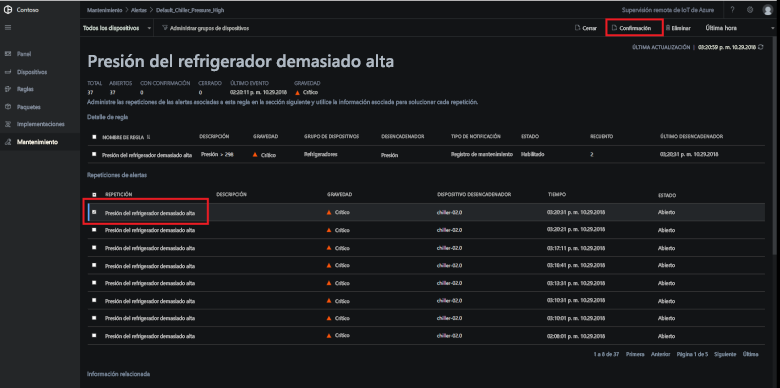 Contoso
Mantenimiento > Alertas > Default_Chiller_Pressure_High
Supervisión remota de IoT de Azure
Todos los dispositivos
Administrar grupos de dispositivos
Cerrar
Confirmación
Eliminar
Última hora
ÚLTIMA ACTUALIZACIÓN | 03:20:59 p. m. 10.29.2018
Panel
Dispositivos
Reglas
Paquetes
Implementaciones
Mantenimiento
Presión del refrigerador demasiado alta
TOTAL ABIERTOS CON CONFIRMACIÓN CERRADO ÚLTIMO EVENTO GRAVEDAD
37 37 0 0 02:20:11 p. m. 10.29.2018 Crítico
Administre las repeticiones de las alertas asociadas a esta regla en la sección siguiente y utilice la información asociada para solucionar cada repetición.
Detalle de regla
NOMBRE DE REGLA DESCRIPCIÓN GRAVEDAD GRUPO DE DISPOSITIVOS DESENCADENADOR TIPO DE NOTIFICACIÓN ESTADO RECUENTO ÚLTIMO DESENCADENADOR
Presión del refrigerador demasiado alta Presión > 298 Crítico Refrigeradores Presión Registro de mantenimiento Habilitado 2 03:20:31 p. m. 10.29.2018
Repeticiones de alertas
REPETICIÓN DESCRIPCIÓN GRAVEDAD DISPOSITIVO DESENCADENADOR TIEMPO ESTADO
Presión del refrigerador demasiado alta Crítico chiller-02.0 03:20:31 p. m. 10.29.2018 Abierto
Presión del refrigerador demasiado alta Crítico chiller-02.0 03:20:21 p. m. 10.29.2018 Abierto
Presión del refrigerador demasiado alta Crítico chiller-02.0 03:17:11 p. m. 10.29.2018 Abierto
Presión del refrigerador demasiado alta Crítico chiller-02.0 03:16:41 p. m. 10.29.2018 Abierto
Presión del refrigerador demasiado alta Crítico chiller-02.0 03:13:31 p. m. 10.29.2018 Abierto
Presión del refrigerador demasiado alta Crítico chiller-02.0 03:10:31 p. m. 10.29.2018 Abierto
Presión del refrigerador demasiado alta Crítico chiller-02.0 03:19:01 p. m. 10.29.2018 Abierto
Presión del refrigerador demasiado alta Crítico chiller-02.0 02:08:01 p. m. 10.29.2018 Abierto
1 a 8 de 37 Primera Anterior Página 1 de 5 Siguiente Última
Información relacionada